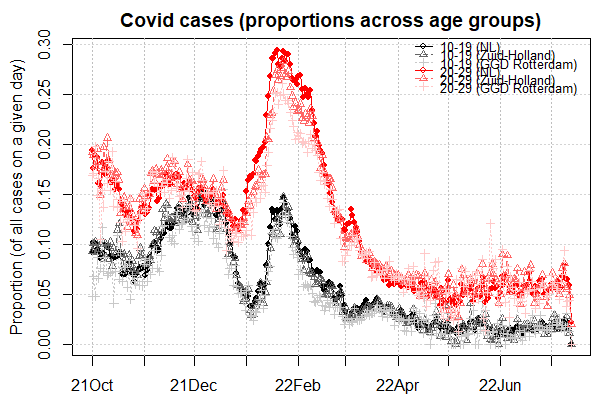 Covid cases (proportions across age groups)
Proportion (of all cases on a given day)
0.30
0.25
0.20
0.15
0.10
0.05
0.00
10-19 (NL)
10-19 (Zuid-Holland)
10-19 (GGD Rotterdam)
20-29 (NL)
20-29 (Zuid-Holland)
20-29 (GGD Rotterdam)
21Oct 21Dec 22Feb 22Apr 22Jun